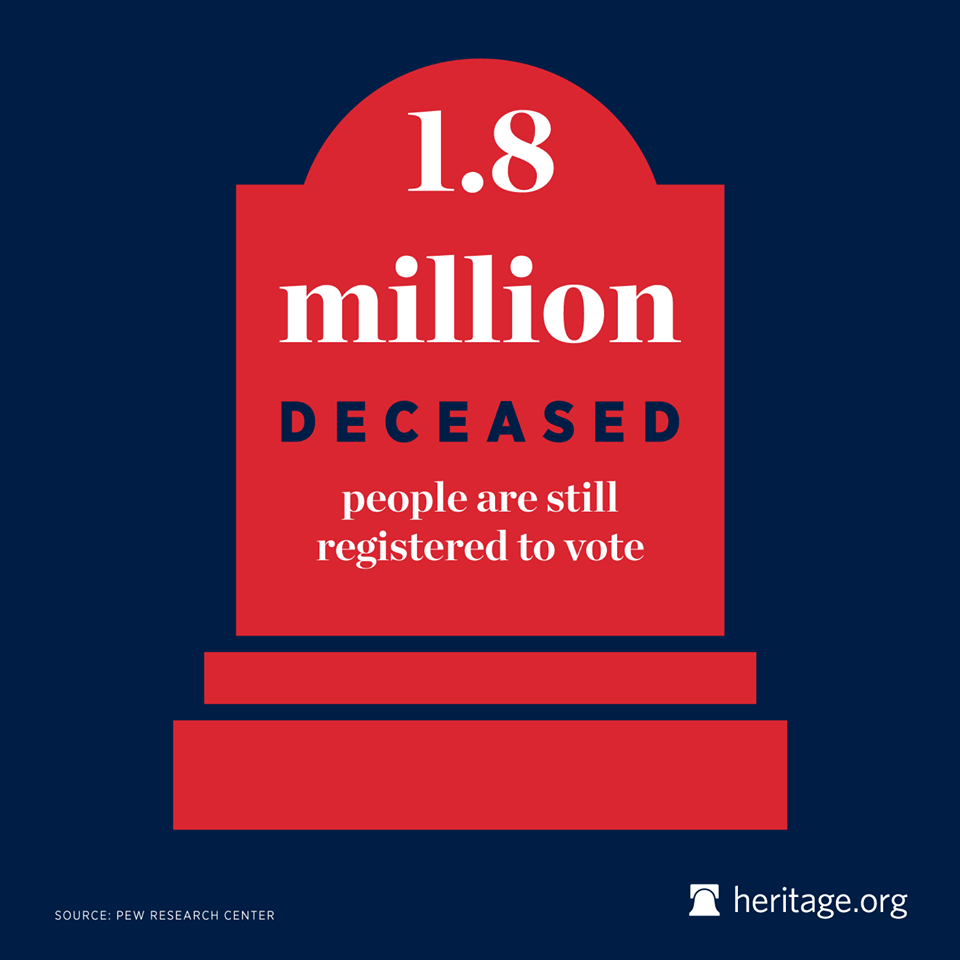 1.8
million
DECEASED
people are still
registered to vote
SOURCE: PEW RESEARCH CENTER
heritage.org